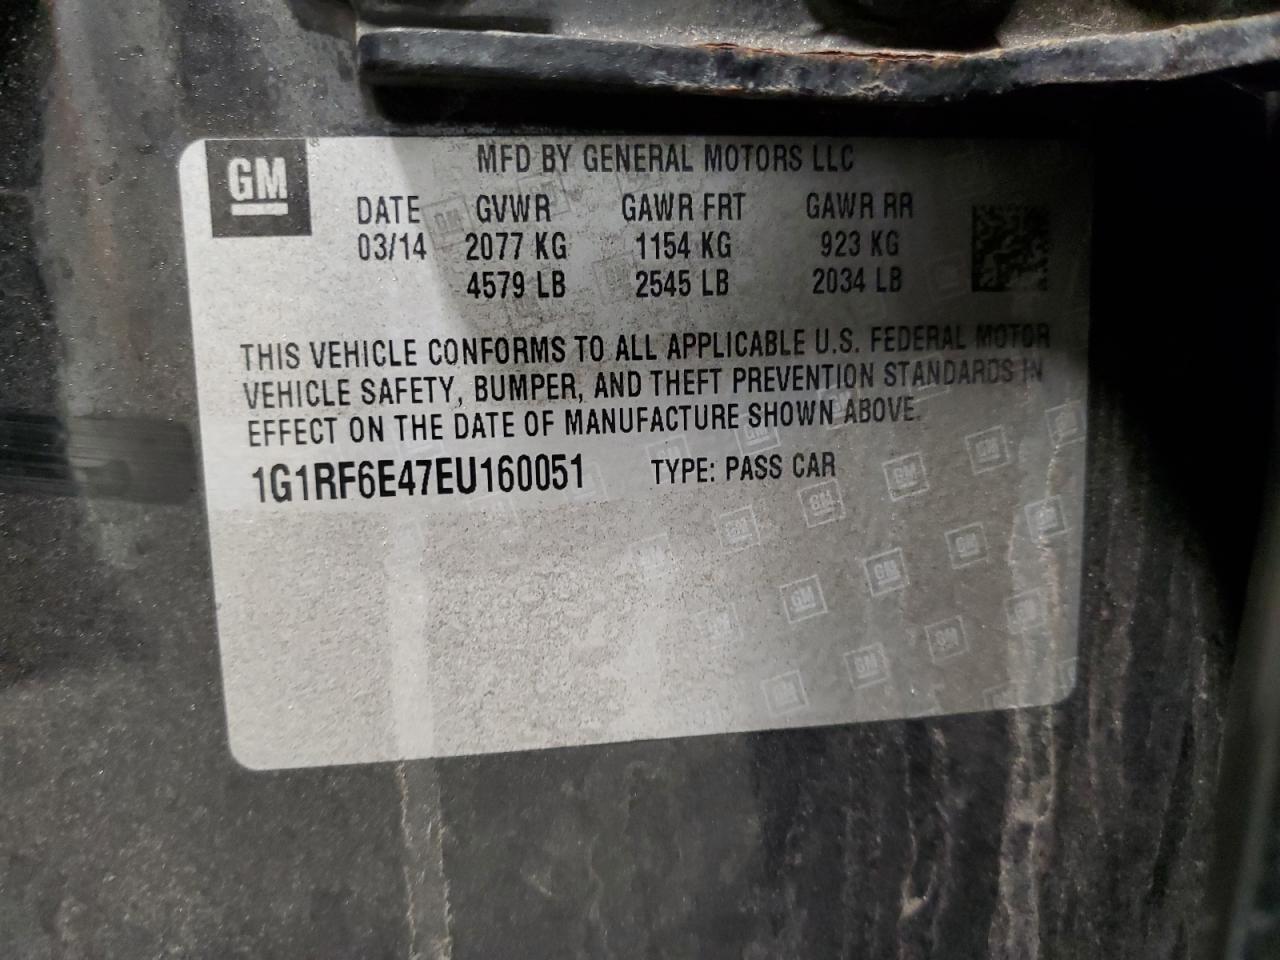 GM
MFD BY GENERAL MOTORS LLC
DATE GVWR GAWR FRT GAWR RR
03/14 2077 KG 1154 KG 923 KG
4579 LB 2545 LB 2034 LB
THIS VEHICLE CONFORMS TO ALL APPLICABLE U.S. FEDERAL MOTOR
VEHICLE SAFETY, BUMPER, AND THEFT PREVENTION STANDARDS IN
EFFECT ON THE DATE OF MANUFACTURE SHOWN ABOVE.
1G1RF6E47EU160051 TYPE: PASS CAR